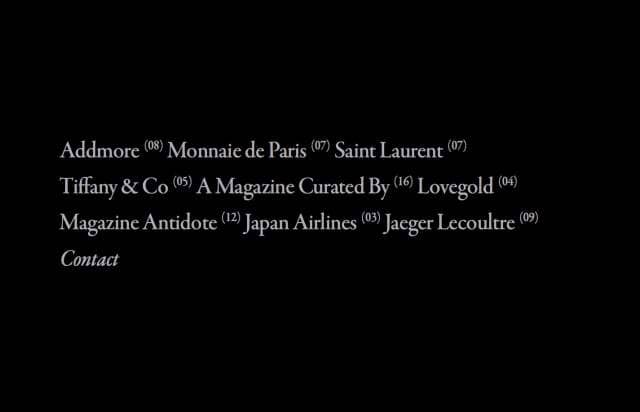 Addmore (08) Monnaie de Paris (07) Saint Laurent (07)
Tiffany & Co (05) A Magazine Curated By (16) Lovegold (04)
Magazine Antidote (12) Japan Airlines (03) Jaeger Lecoultre (09)
Contact